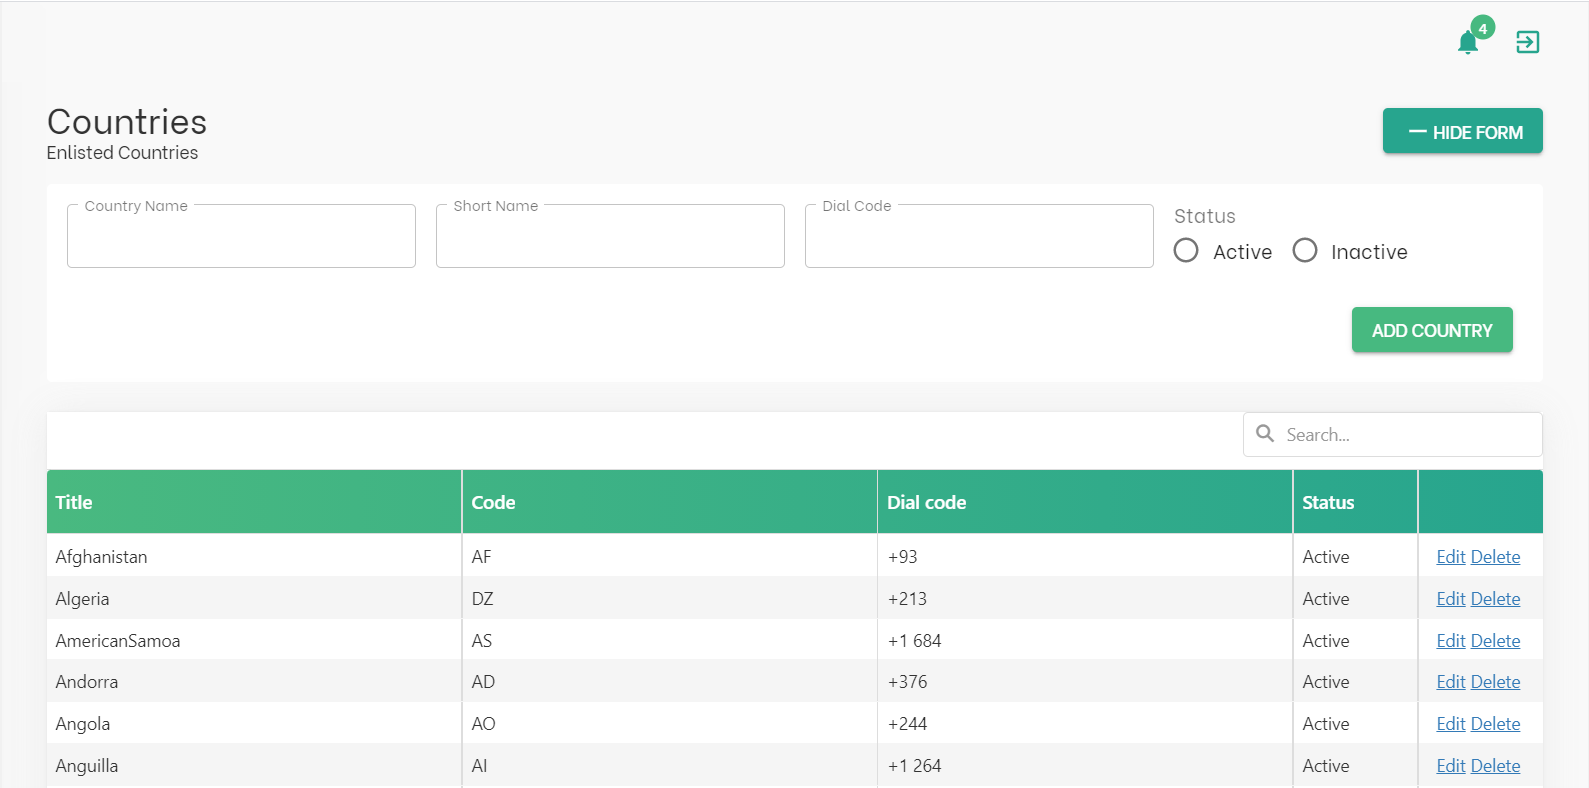 4
Countries
Enlisted Countries
HIDE FORM
Country Name
Short Name
Dial Code
Status
Active
Inactive
ADD COUNTRY
Search...
Title Code Dial code Status
Afghanistan AF +93 Active Edit Delete
Algeria DZ +213 Active Edit Delete
AmericanSamoa AS +1 684 Active Edit Delete
Andorra AD +376 Active Edit Delete
Angola AO +244 Active Edit Delete
Anguilla AI +1 264 Active Edit Delete